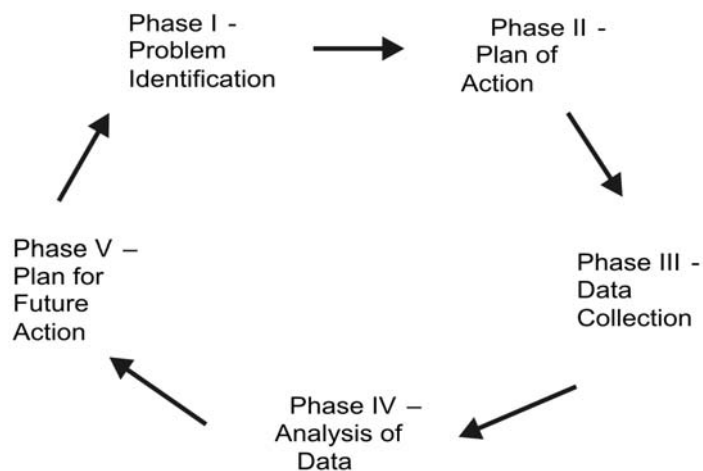 Phase I -
Problem
Identification
Phase II -
Plan of
Action
Phase III -
Data
Collection
Phase IV –
Analysis of
Data
Phase V –
Plan for
Future
Action